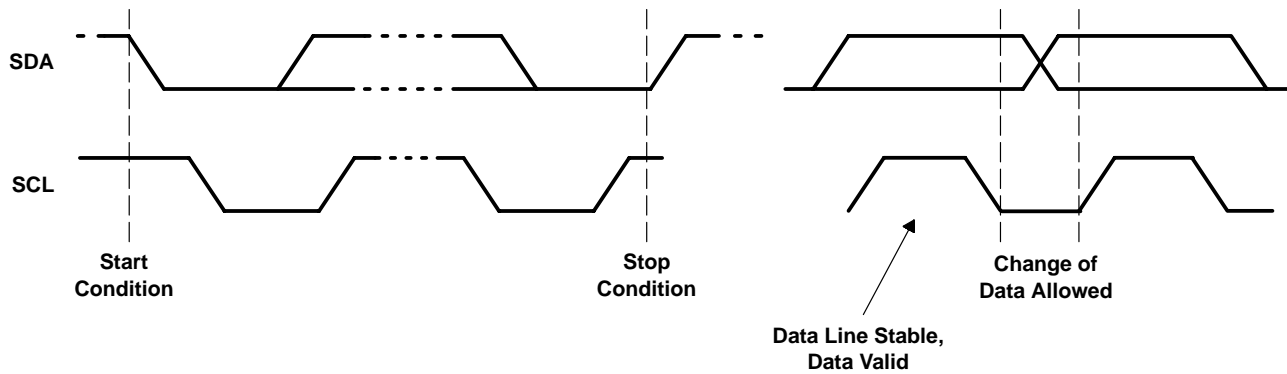 SDA
SCL
Start
Condition
Stop
Condition
Change of
Data Allowed
Data Line Stable,
Data Valid